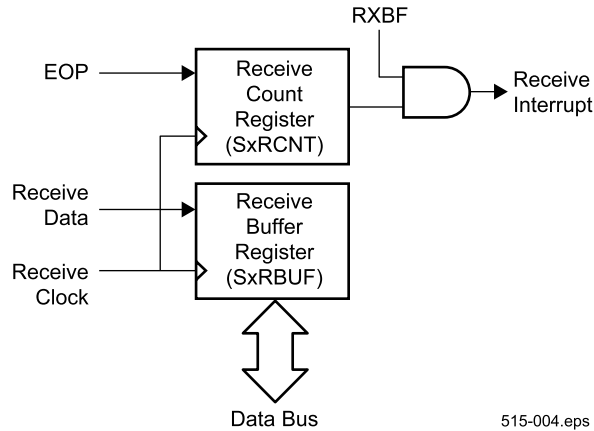 RXBF
EOP
Receive
Count
Register
(SxRCNT)
Receive
Interrupt
Receive
Data
Receive
Buffer
Register
(SxRBUF)
Receive
Clock
Data Bus
515-004.eps